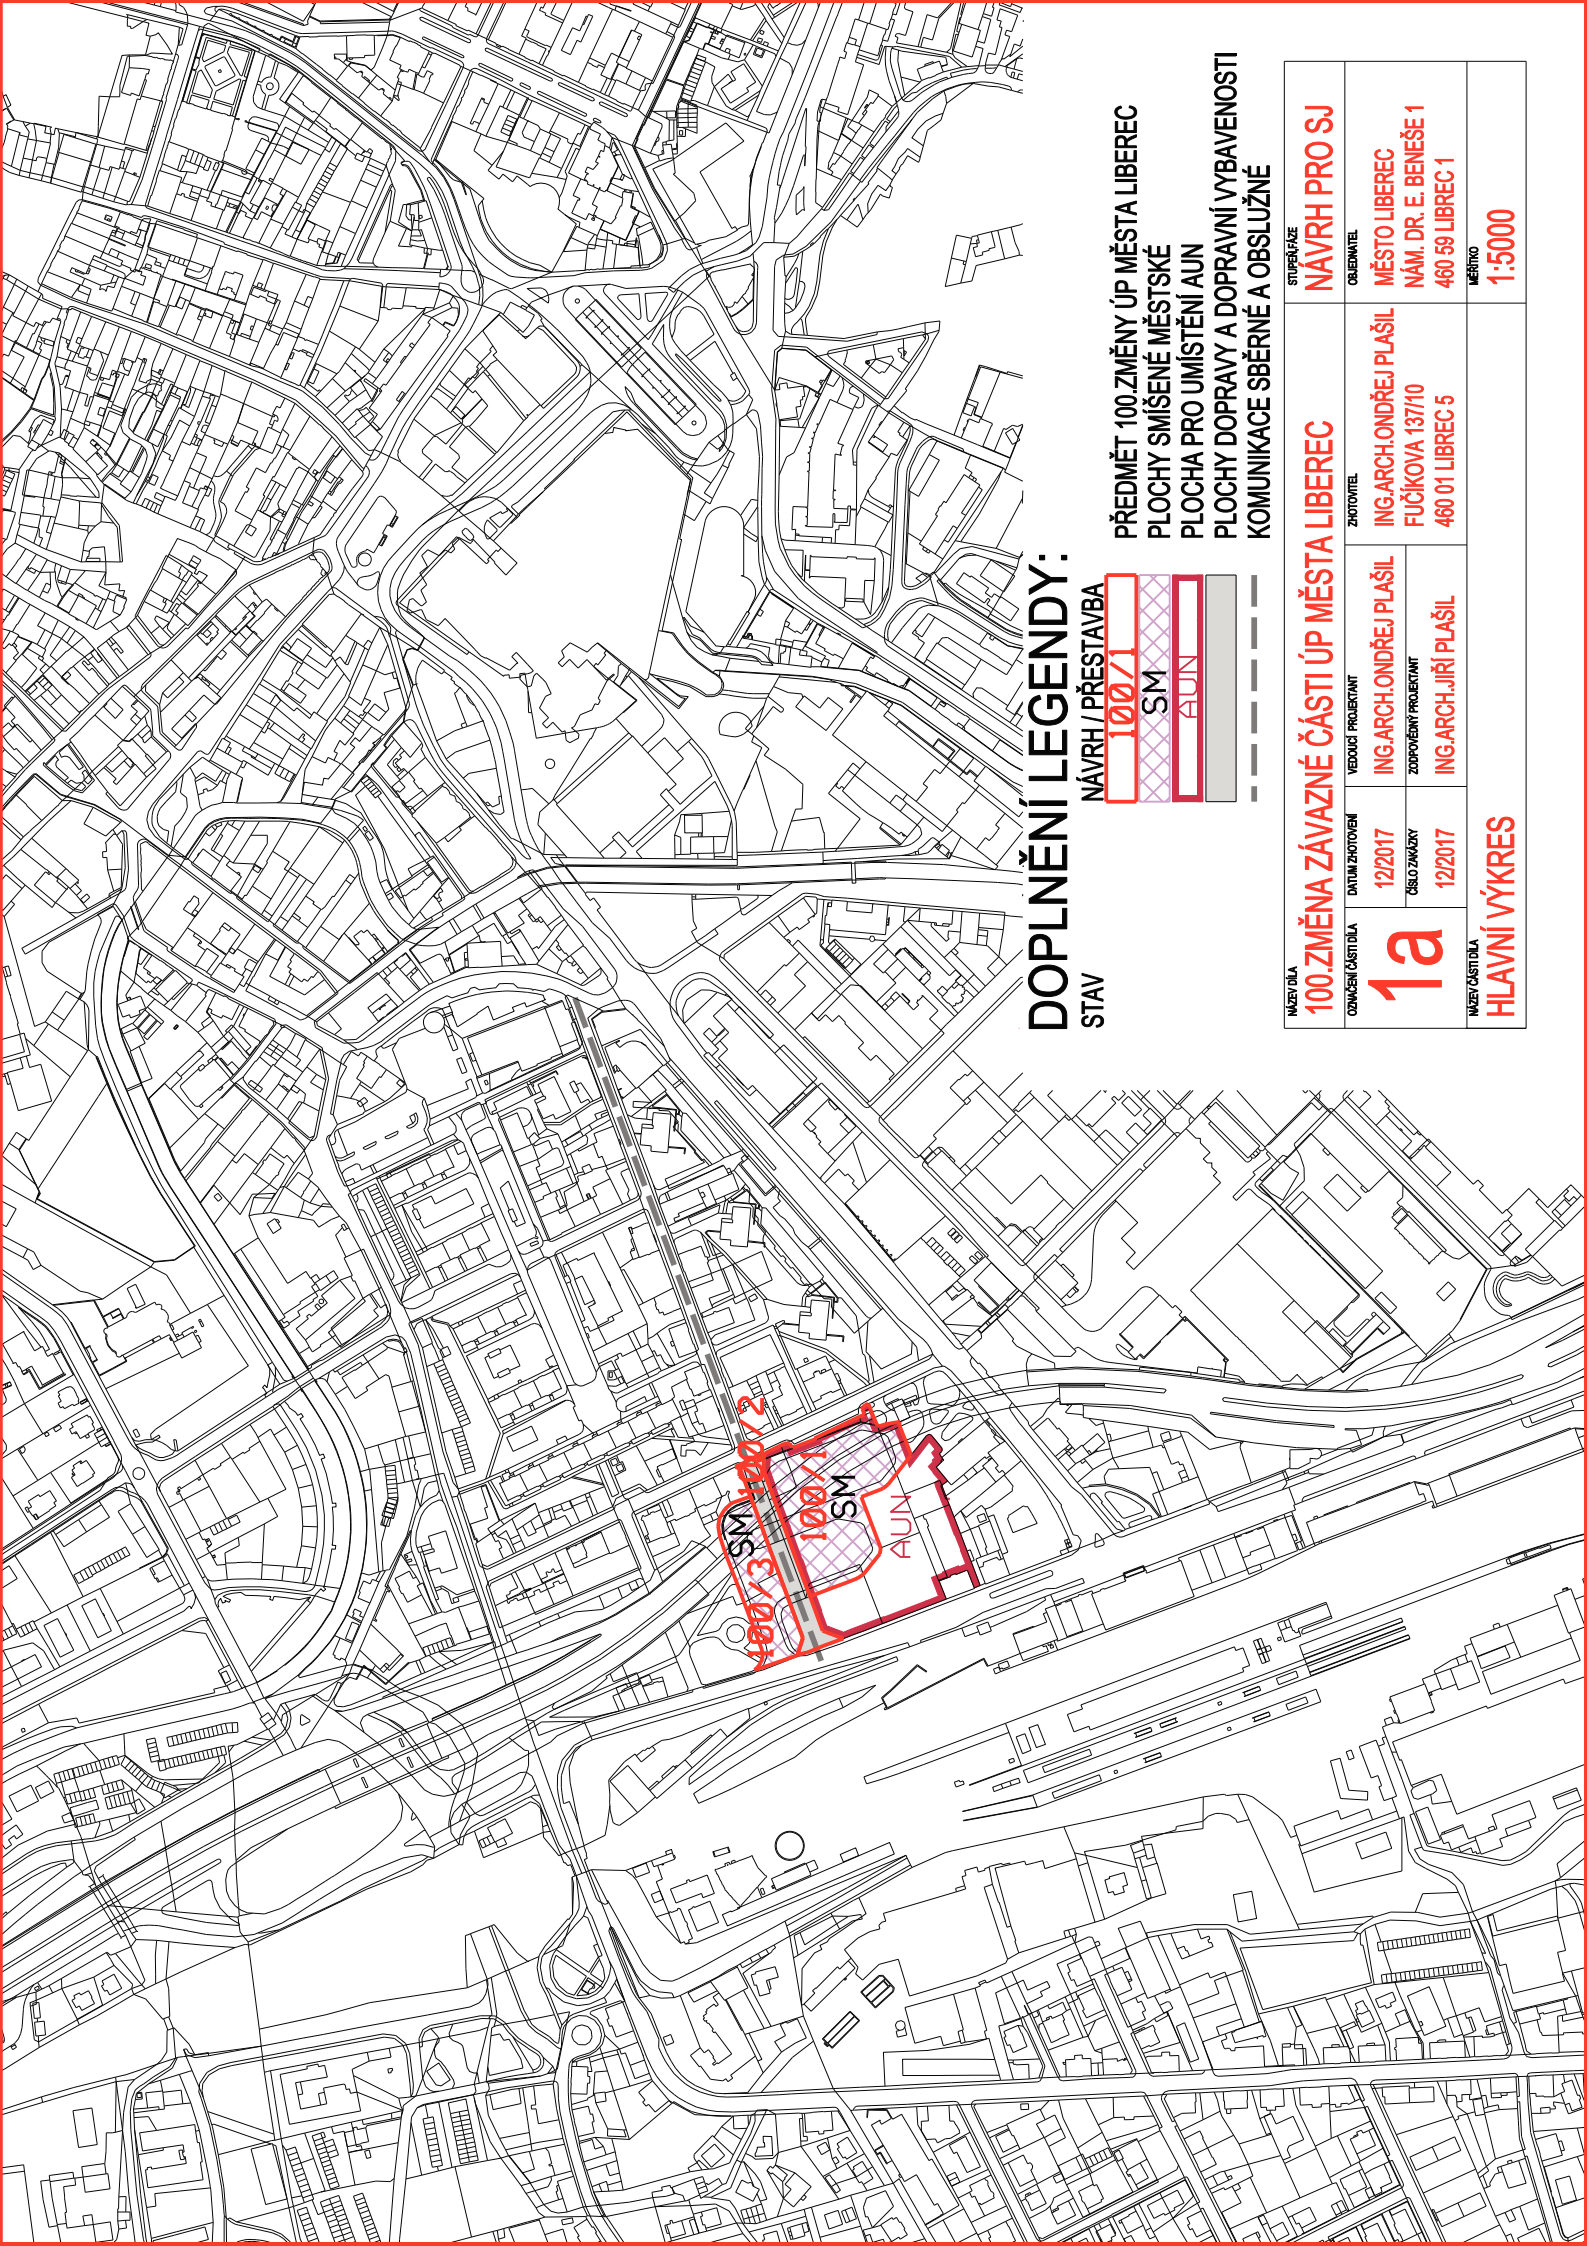 100/2
100/1
SM
SM
100/3
AUN
DOPLNĚNÍ LEGENDY:
STAV
NÁVRH / PŘESTAVBA
100/1
PŘEDMĚT 100.ZMĚNY ÚP MĚSTA LIBEREC
SM
PLOCHY SMÍŠENÉ MĚSTSKÉ
AUN
PLOCHA PRO UMÍSTĚNÍ AUN
PLOCHY DOPRAVY A DOPRAVNÍ VYBAVENOSTI
KOMUNIKACE SBĚRNÉ A OBSLUŽNÉ
NÁZEV DÍLA
100.ZMĚNA ZÁVAZNÉ ČÁSTI ÚP MĚSTA LIBEREC
STUPEŇ,FÁZE
NÁVRH PRO SJ
OZNAČENÍ ČÁSTI DÍLA
1a
DATUM ZHOTOVENÍ
12/2017
ČÍSLO ZAKÁZKY
12/2017
VEDOUCÍ PROJEKTANT
ING.ARCH.ONDŘEJ PLAŠIL
ZODPOVĚDNÝ PROJEKTANT
ING.ARCH.JIŘÍ PLAŠIL
ZHOTOVITEL
ING.ARCH.ONDŘEJ PLAŠIL
FUČÍKOVA 137/10
460 01 LIBREC 5
OBJEDNATEL
MĚSTO LIBEREC
NÁM. DR. E. BENEŠE 1
460 59 LIBREC 1
NÁZEV ČÁSTI DÍLA
HLAVNÍ VÝKRES
MĚŘÍTKO
1:5000